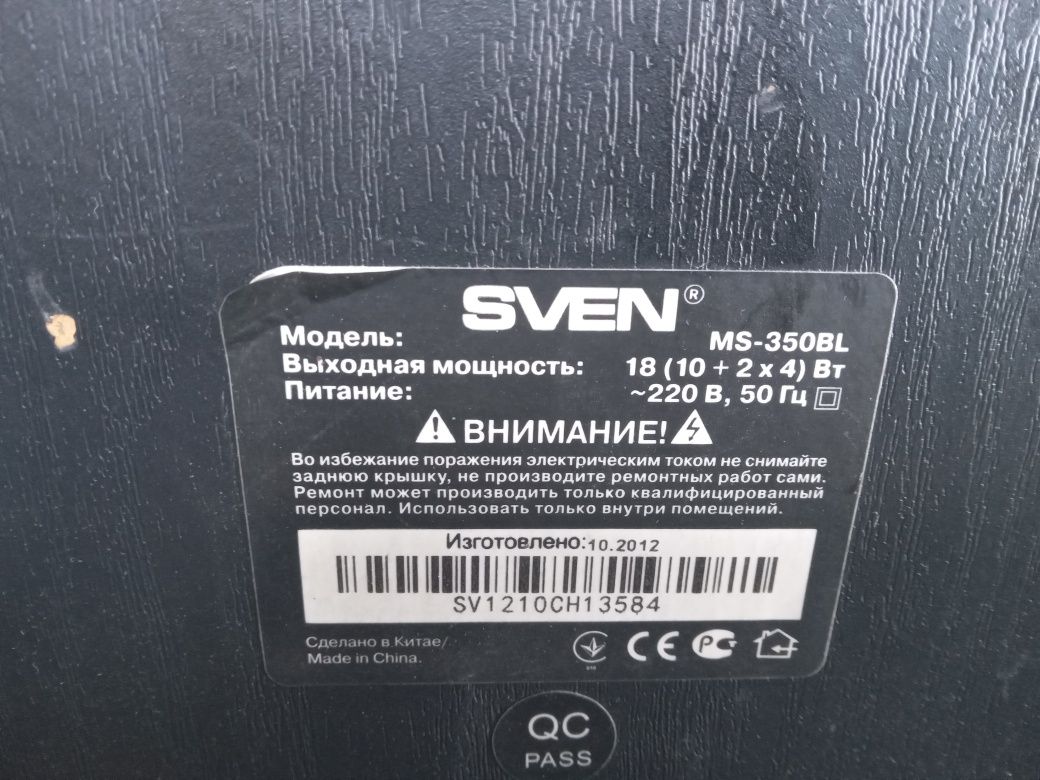 SVEN®
Модель: MS-350BL
Выходная мощность: 18 (10 + 2 x 4) Вт
Питание: ~220 В, 50 Гц
ВНИМАНИЕ!
Во избежание поражения электрическим током не снимайте
заднюю крышку, не производите ремонтных работ сами.
Ремонт может производить только квалифицированный
персонал. Использовать только внутри помещений.
Изготовлено: 10.2012
SV1210CH13584
Сделано в Китае/
Made in China.
CE PC
QC
PASS